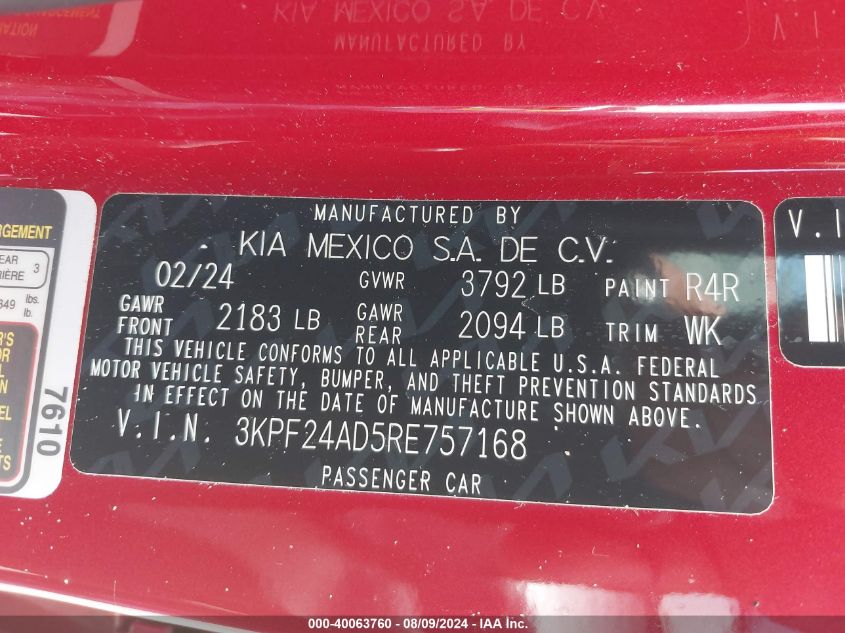 KIA MEXICO S.A. DE C.V.
MANUFACTURED BY
MANUFACTURED BY
KIA MEXICO S.A. DE C.V.
02/24 GVWR 3792 LB PAINT R4R
GAWR FRONT 2183 LB GAWR REAR 2094 LB TRIM WK
THIS VEHICLE CONFORMS TO ALL APPLICABLE U.S.A. FEDERAL
MOTOR VEHICLE SAFETY, BUMPER, AND THEFT PREVENTION STANDARDS
IN EFFECT ON THE DATE OF MANUFACTURE SHOWN ABOVE.
V.I.N. 3KPF24AD5RE757168
PASSENGER CAR
7610
V.I
000-40063760 - 08/09/2024 - IAA Inc.